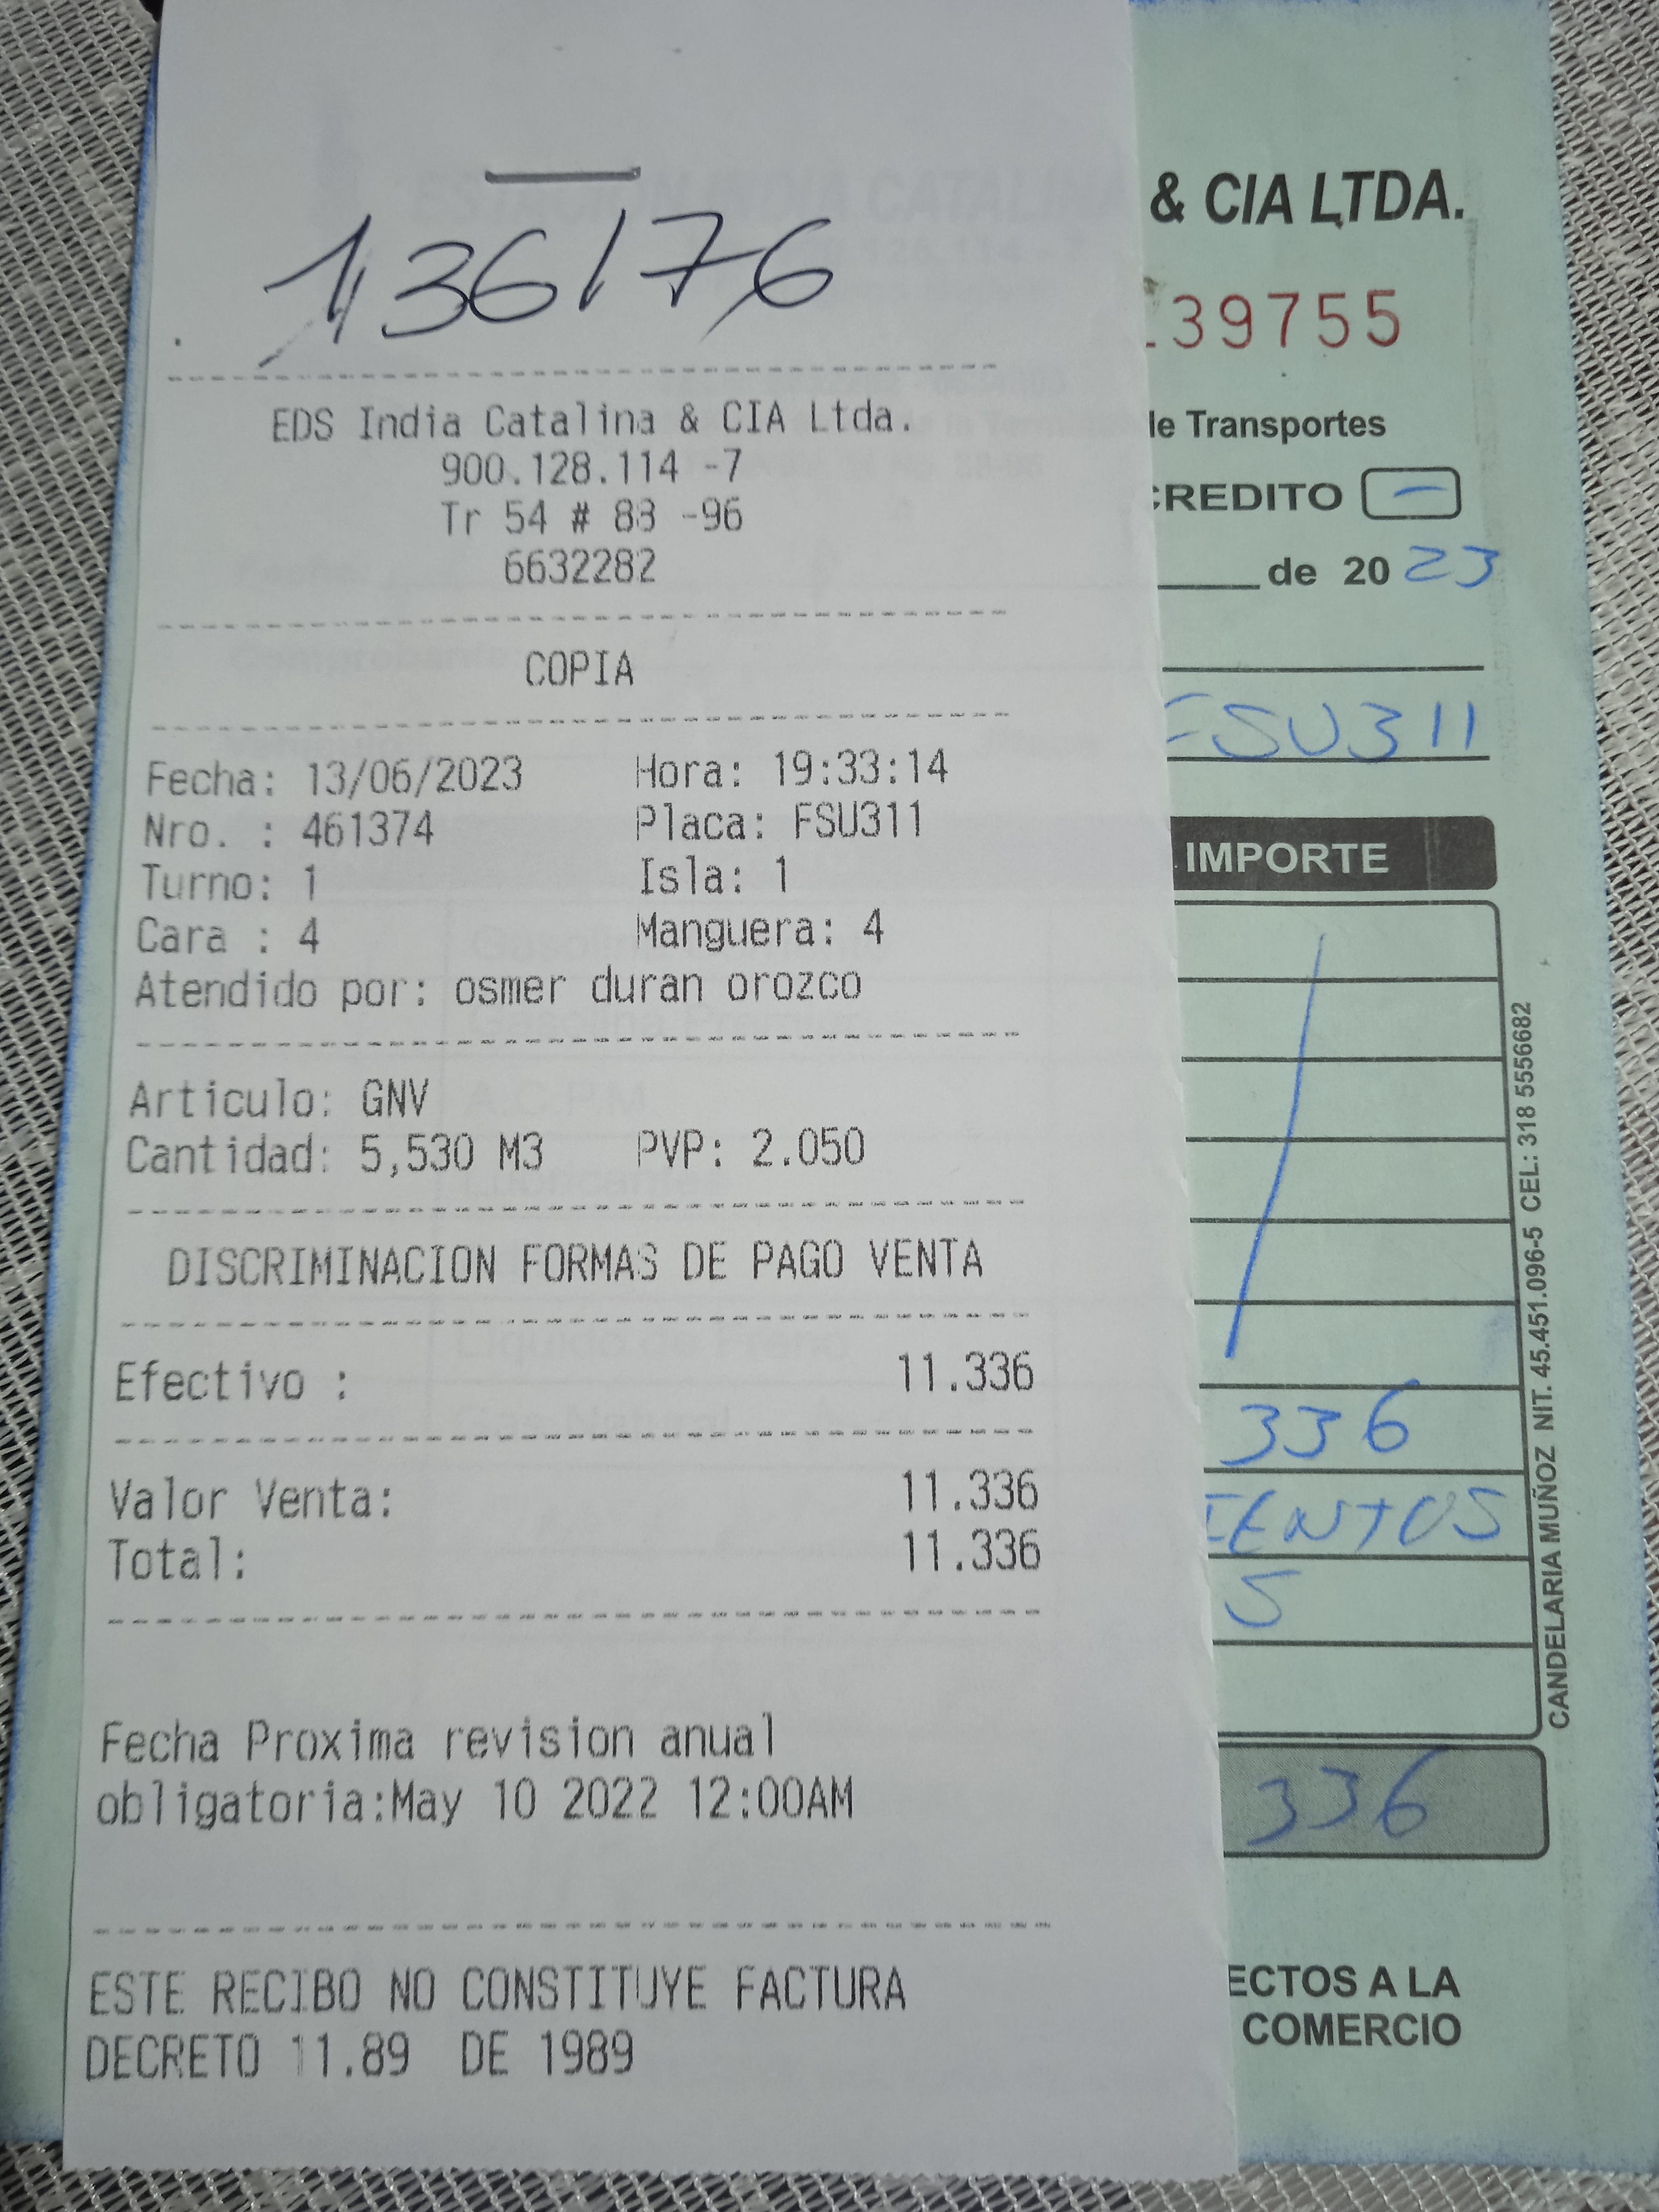 136176
EDS India Catalina & CIA Ltda.
900.128.114 -7
Tr 54 # 88 -96
6632282
COPIA
Fecha: 13/06/2023 Hora: 19:33:14
Nro. : 461374 Placa: FSU311
Turno: 1 Isla: 1
Cara : 4 Manguera: 4
Atendido por: osmer duran orozco
Articulo: GNV
Cantidad: 5,530 M3 PVP: 2.050
DISCRIMINACION FORMAS DE PAGO VENTA
Efectivo : 11.336
Valor Venta: 11.336
Total: 11.336
Fecha Proxima revision anual
obligatoria:May 10 2022 12:00AM
ESTE RECIBO NO CONSTITUYE FACTURA
DECRETO 11.89 DE 1989
& CIA LTDA.
39755
de Transportes
CREDITO
de 20 23
FSU311
IMPORTE
336
IENTOS
S
336
ECTOS A LA
COMERCIO
CANDELARIA MUÑOZ NIT. 45.451.096-5 CEL: 318 5556682